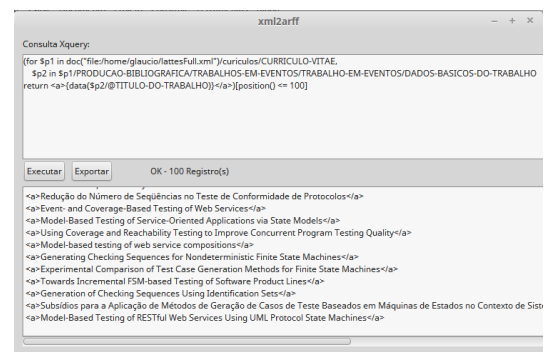 xml2arff
Consulta Xquery:
(for $p1 in doc("file:/home/glaucio/lattesFull.xml")/curiculos/CURRICULO-VITAE,
$p2 in $p1/PRODUCAO-BIBLIOGRAFICA/TRABALHOS-EM-EVENTOS/TRABALHO-EM-EVENTOS/DADOS-BASICOS-DO-TRABALHO
return <a>{data($p2/@TITULO-DO-TRABALHO)}</a>)[position() <= 100]
Executar Exportar OK - 100 Registro(s)
<a>Redução do Número de Seqüências no Teste de Conformidade de Protocolos</a>
<a>Event- and Coverage-Based Testing of Web Services</a>
<a>Model-Based Testing of Service-Oriented Applications via State Models</a>
<a>Using Coverage and Reachability Testing to Improve Concurrent Program Testing Quality</a>
<a>Model-based testing of web service compositions</a>
<a>Generating Checking Sequences for Nondeterministic Finite State Machines</a>
<a>Experimental Comparison of Test Case Generation Methods for Finite State Machines</a>
<a>Towards Incremental FSM-based Testing of Software Product Lines</a>
<a>Generation of Checking Sequences Using Identification Sets</a>
<a>Subsídios para a Aplicação de Métodos de Geração de Casos de Teste Baseados em Máquinas de Estados no Contexto de Siste
<a>Model-Based Testing of RESTful Web Services Using UML Protocol State Machines</a>